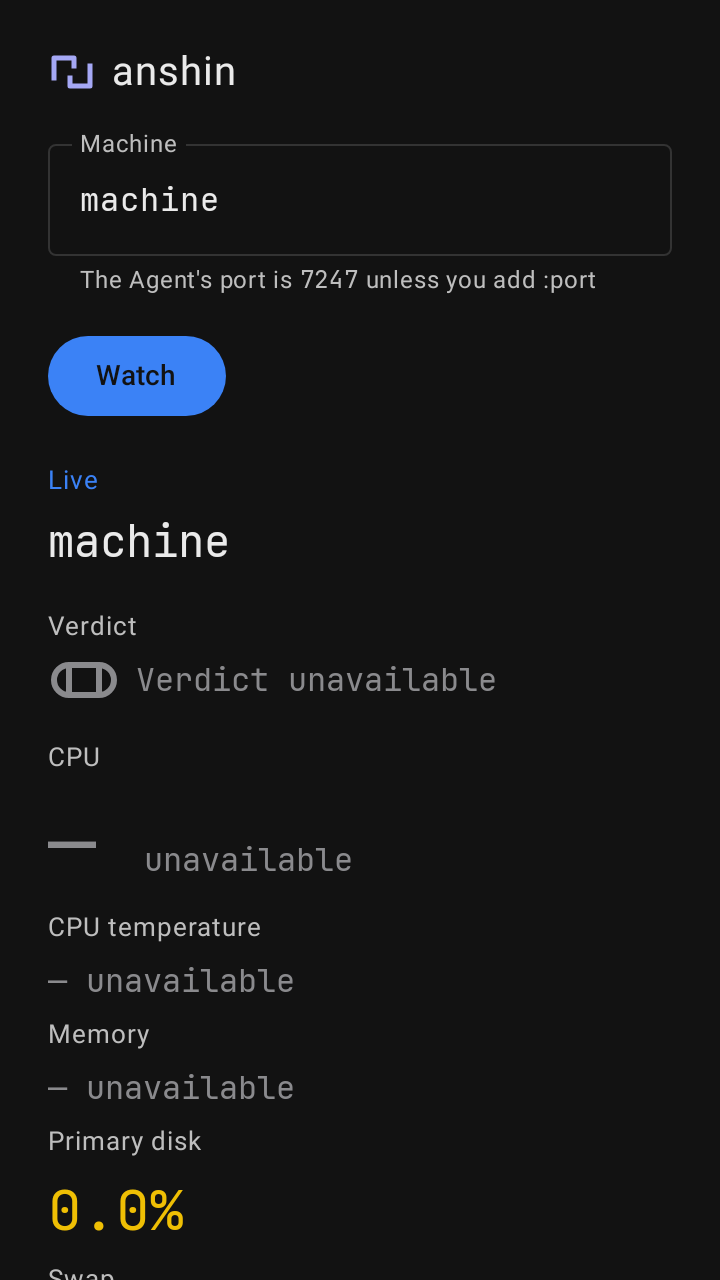 anshin
Machine
machine
The Agent's port is 7247 unless you add :port
Watch
Live
machine
Verdict
Verdict unavailable
CPU
— unavailable
CPU temperature
— unavailable
Memory
— unavailable
Primary disk
0.0%
Swap